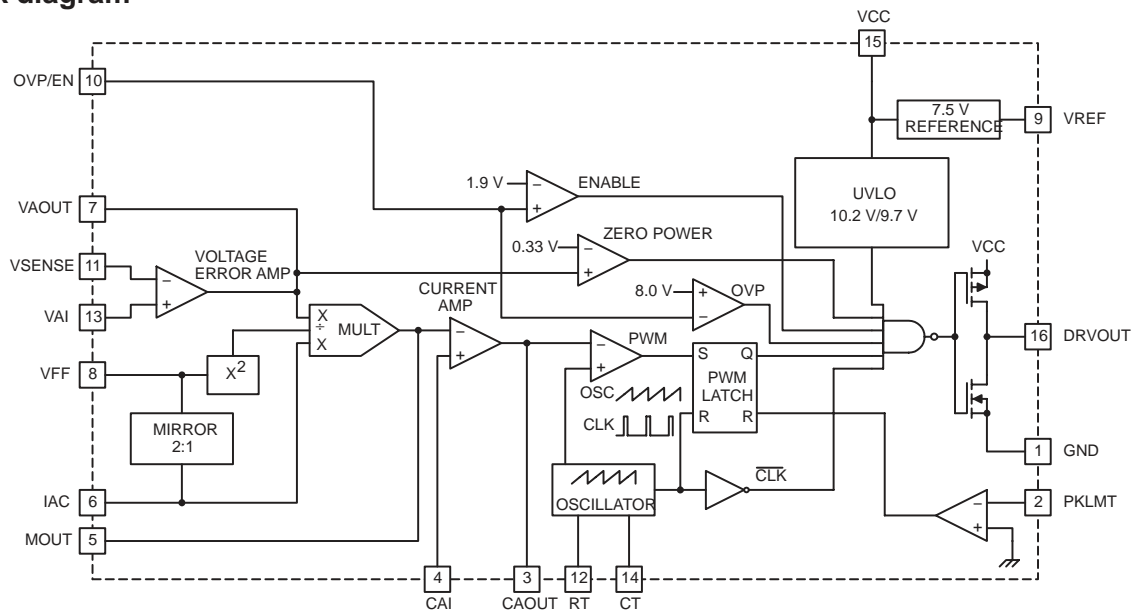 VCC
15
OVP/EN 10
7.5 V
REFERENCE
9 VREF
1.9 V
−
+
ENABLE
UVLO
10.2 V/9.7 V
VAOUT 7
0.33 V
−
+
ZERO POWER
VCC
VSENSE 11
VOLTAGE
ERROR AMP
−
+
VAI 13
8.0 V
+
−
OVP
CURRENT
AMP
X
÷
X
MULT
−
+
−
+
PWM
16 DRVOUT
VFF 8
X2
S Q
PWM
LATCH
R R
OSC
CLK
MIRROR
2:1
1 GND
CLK
IAC 6
OSCILLATOR
−
+
2 PKLMT
MOUT 5
4 3 12 14
CAI CAOUT RT CT